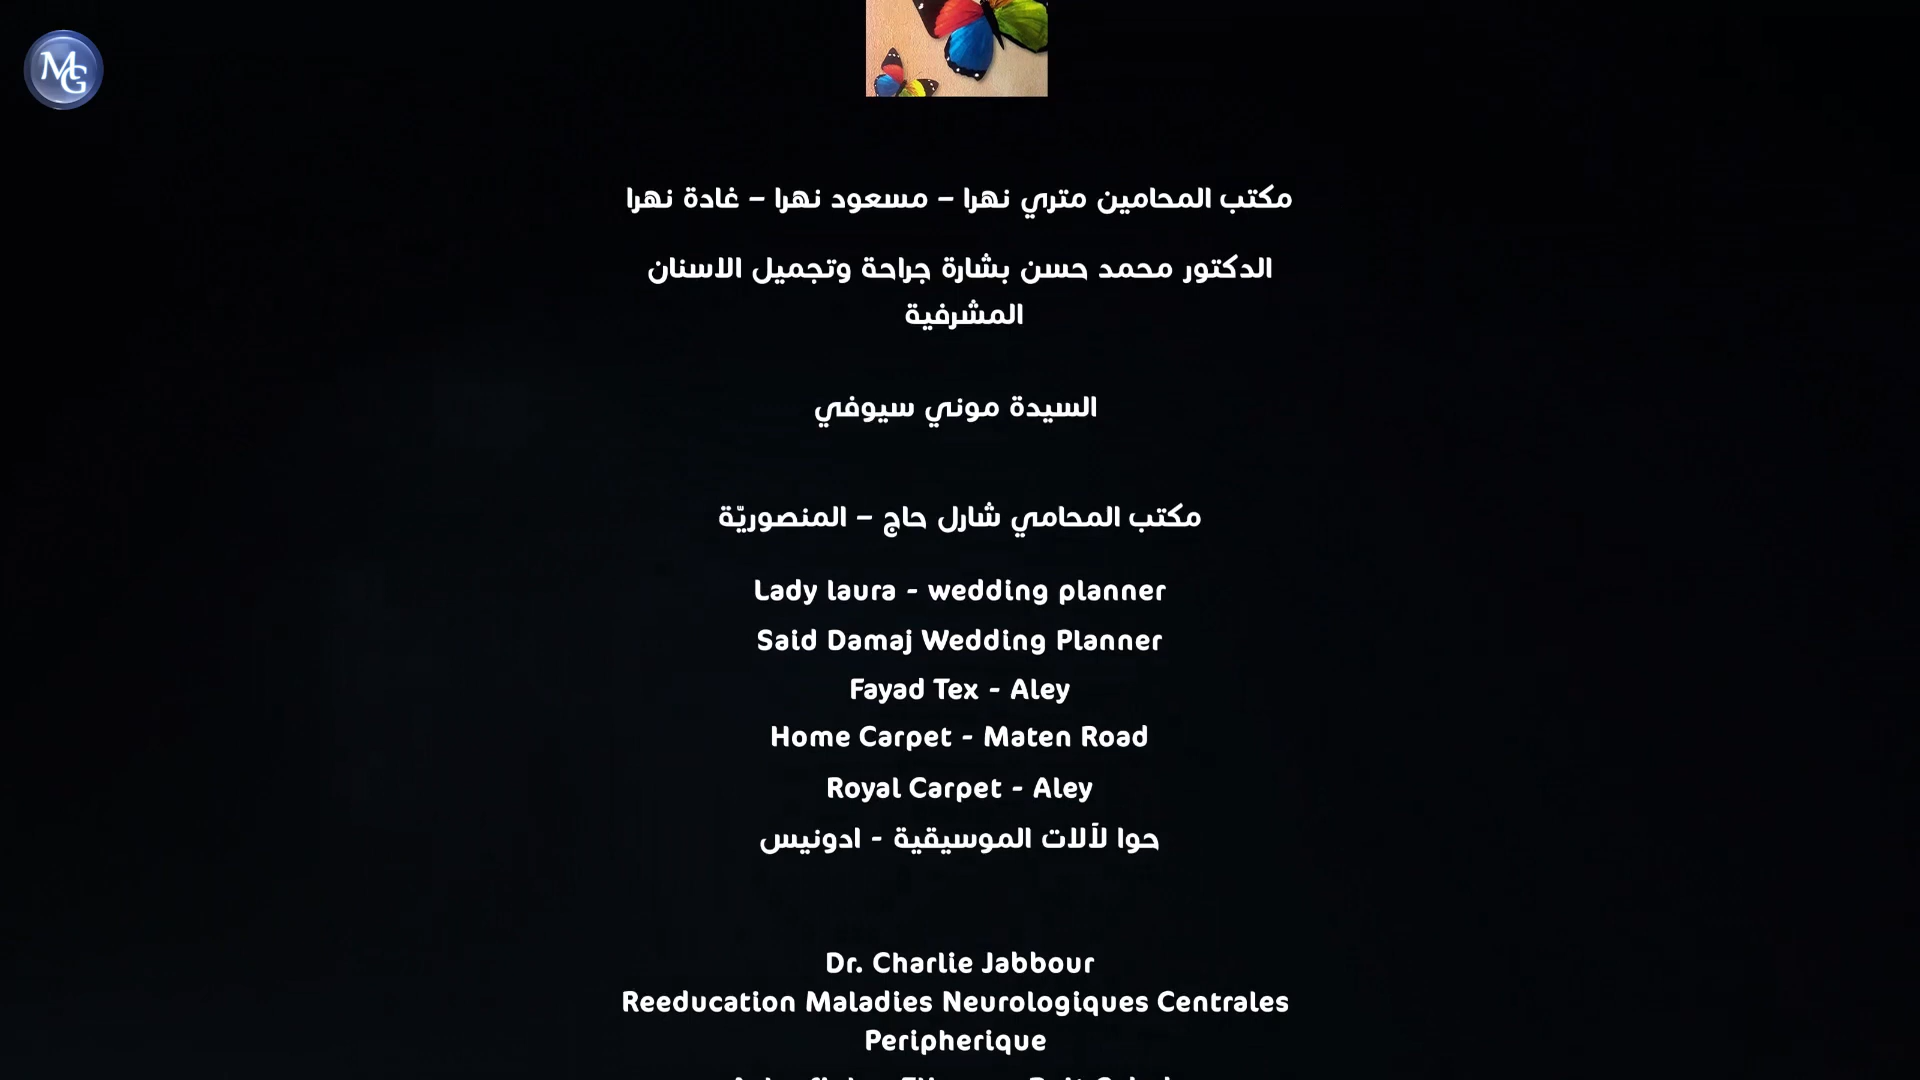 MG
مكتب المحامين متري نهرا – مسعود نهرا – غادة نهرا
الدكتور محمد حسن بشارة جراحة وتجميل الاسنان
المشرفية
السيدة موني سيوفي
مكتب المحامي شارل حاج – المنصوريّة
Lady laura - wedding planner
Said Damaj Wedding Planner
Fayad Tex - Aley
Home Carpet - Maten Road
Royal Carpet - Aley
حوا لآلات الموسيقية - ادونيس
Dr. Charlie Jabbour
Reeducation Maladies Neurologiques Centrales
Peripherique